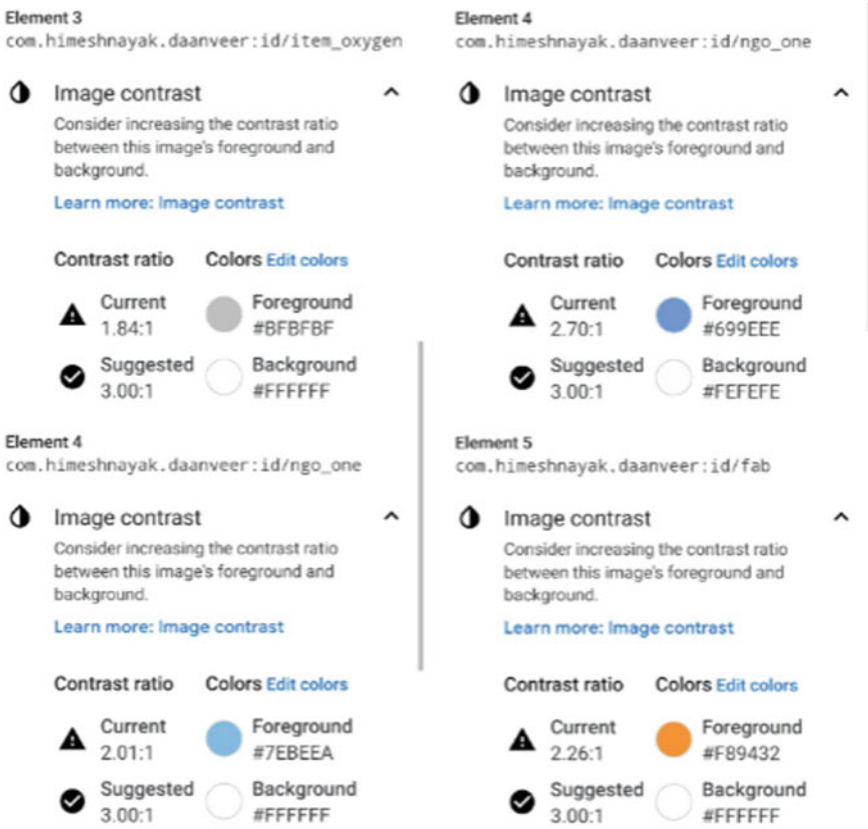 Element 3
com.himeshnayak.daanveer:id/item_oxygen
Image contrast
Consider increasing the contrast ratio
between this image's foreground and
background.
Learn more: Image contrast
Contrast ratio
Colors Edit colors
Current
1.84:1
Foreground
#BFBFBF
Suggested
3.00:1
Background
#FFFFFF
Element 4
com.himeshnayak.daanveer:id/ngo_one
Image contrast
Consider increasing the contrast ratio
between this image's foreground and
background.
Learn more: Image contrast
Contrast ratio
Colors Edit colors
Current
2.70:1
Foreground
#699EEE
Suggested
3.00:1
Background
#FEFEFE
Element 4
com.himeshnayak.daanveer:id/ngo_one
Image contrast
Consider increasing the contrast ratio
between this image's foreground and
background.
Learn more: Image contrast
Contrast ratio
Colors Edit colors
Current
2.01:1
Foreground
#7EBEEA
Suggested
3.00:1
Background
#FFFFFF
Element 5
com.himeshnayak.daanveer:id/fab
Image contrast
Consider increasing the contrast ratio
between this image's foreground and
background.
Learn more: Image contrast
Contrast ratio
Colors Edit colors
Current
2.26:1
Foreground
#F89432
Suggested
3.00:1
Background
#FFFFFF